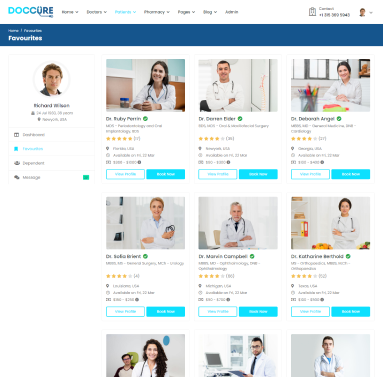 DOCCURE
Home
Doctors
Patients
Pharmacy
Pages
Blog
Admin
Contact
+1 315 369 5943
Home / Favourites
Favourites
Richard Wilson
24 Jul 1983, 38 years
Newyork, USA
Dashboard
Favourites
Dependent
Message
Dr. Ruby Perrin
MDS - Periodontology and Oral Implantology, BDS
(17)
Florida, USA
Available on Fri, 22 Mar
$300 - $1000
View Profile
Book Now
Dr. Darren Elder
BDS, MDS - Oral & Maxillofacial Surgery
(35)
Newyork, USA
Available on Fri, 22 Mar
$50 - $300
View Profile
Book Now
Dr. Deborah Angel
MBBS, MD - General Medicine, DNB - Cardiology
(27)
Georgia, USA
Available on Fri, 22 Mar
$100 - $400
View Profile
Book Now
Dr. Sofia Brient
MBBS, MS - General Surgery, MCh - Urology
(4)
Louisiana, USA
Available on Fri, 22 Mar
$150 - $250
View Profile
Book Now
Dr. Marvin Campbell
MBBS, MD - Ophthalmology, DNB - Ophthalmology
(66)
Michigan, USA
Available on Fri, 22 Mar
$50 - $700
View Profile
Book Now
Dr. Katharine Berthold
MS - Orthopaedics, MBBS, M.Ch - Orthopaedics
(52)
Texas, USA
Available on Fri, 22 Mar
$100 - $500
View Profile
Book Now